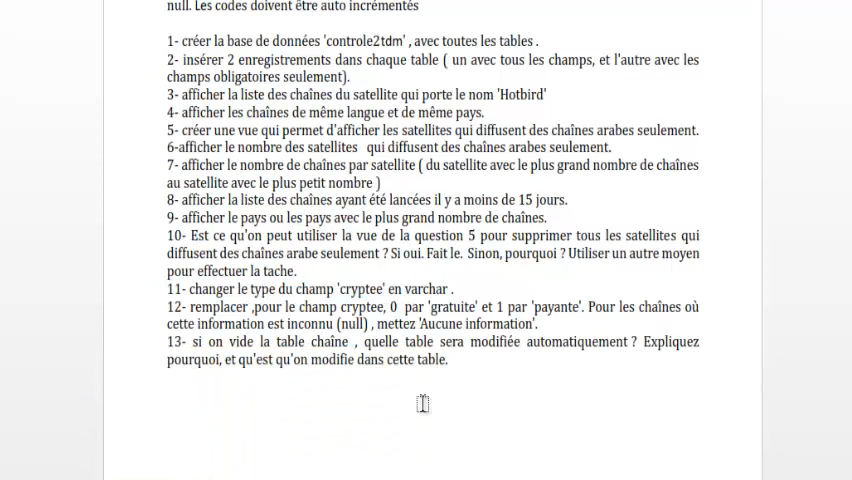 null. Les codes doivent être auto incrémentés
1- créer la base de données 'controle2tdm' , avec toutes les tables .
2- insérer 2 enregistrements dans chaque table ( un avec tous les champs, et l'autre avec les
champs obligatoires seulement).
3- afficher la liste des chaînes du satellite qui porte le nom 'Hotbird'
4- afficher les chaînes de même langue et de même pays.
5- créer une vue qui permet d'afficher les satellites qui diffusent des chaînes arabes seulement.
6-afficher le nombre des satellites qui diffusent des chaînes arabes seulement.
7- afficher le nombre de chaînes par satellite ( du satellite avec le plus grand nombre de chaînes
au satellite avec le plus petit nombre )
8- afficher la liste des chaînes ayant été lancées il y a moins de 15 jours.
9- afficher le pays ou les pays avec le plus grand nombre de chaînes.
10- Est ce qu'on peut utiliser la vue de la question 5 pour supprimer tous les satellites qui
diffusent des chaînes arabe seulement ? Si oui. Fait le. Sinon, pourquoi ? Utiliser un autre moyen
pour effectuer la tache.
11- changer le type du champ 'cryptee' en varchar .
12- remplacer ,pour le champ cryptee, 0 par 'gratuite' et 1 par 'payante'. Pour les chaînes où
cette information est inconnu (null) , mettez 'Aucune information'.
13- si on vide la table chaîne , quelle table sera modifiée automatiquement ? Expliquez
pourquoi, et qu'est qu'on modifie dans cette table.